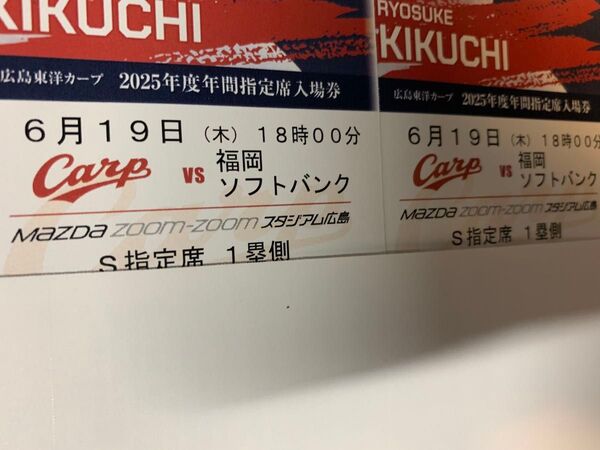 KIKUCHI
広島東洋カープ 2025年度年間指定席入場券
6月19日 (木) 18時00分
Carp vs 福岡
ソフトバンク
MAZDA ZOOM-ZOOM スタジアム広島
S指定席 1塁側
RYOSUKE
KIKUCHI
広島東洋カープ 2025年度年間指定席入場券
6月19日 (木) 18時00分
Carp vs 福岡
ソフトバンク
MAZDA ZOOM-ZOOM スタジアム広島
S指定席 1塁側